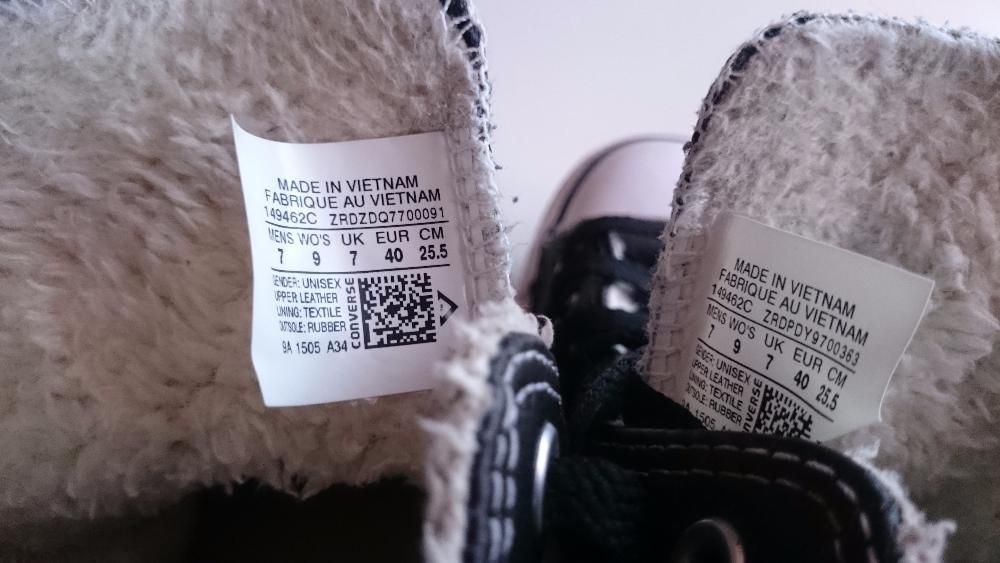 MADE IN VIETNAM
FABRIQUE AU VIETNAM
149462C ZRDZDQ7700091
MENS WO'S UK EUR CM
7 9 7 40 25.5
GENDER: UNISEX
UPPER LEATHER
LINING: TEXTILE
OUTSOLE: RUBBER
CONVERSE
9A 1505 A34
MADE IN VIETNAM
FABRIQUE AU VIETNAM
149462C ZRDPDY9700363
MENS WO'S UK EUR CM
7 9 7 40 25.5
GENDER: UNISEX
UPPER LEATHER
LINING: TEXTILE
OUTSOLE: RUBBER
9A 1505